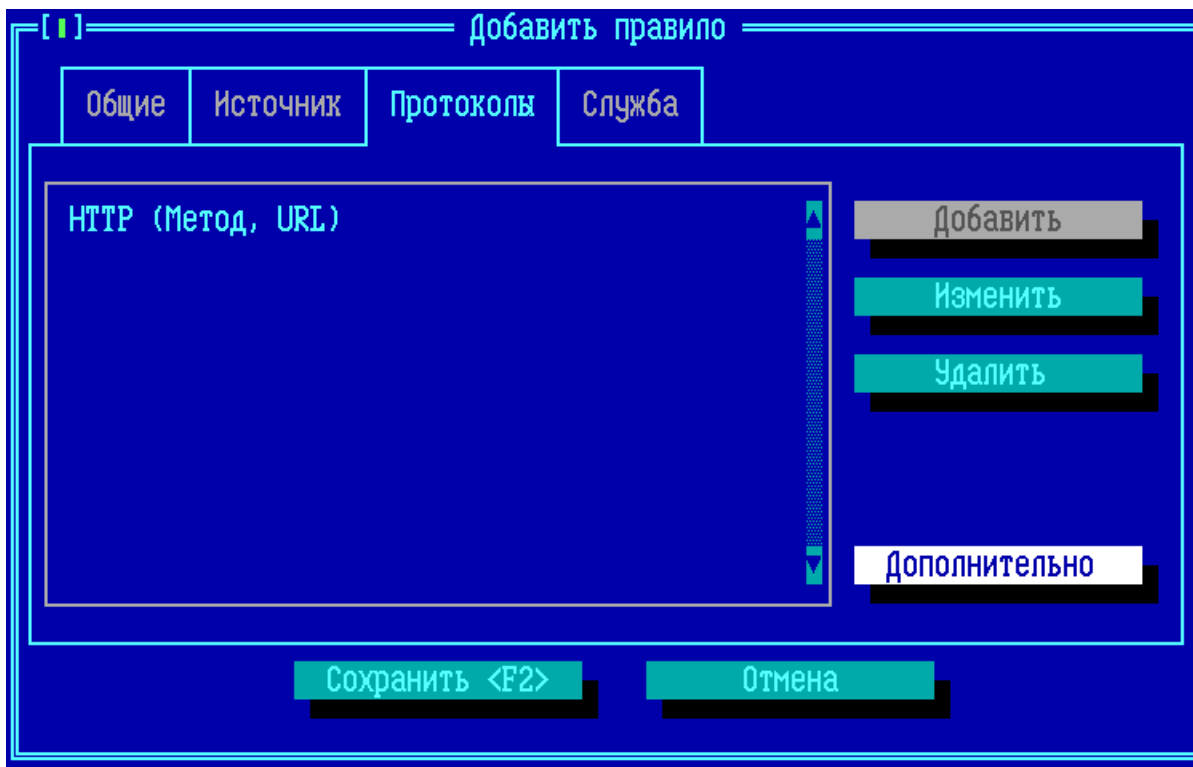 Добавить правило
Общие Источник Протоколы Служба
HTTP (Метод, URL)
Добавить
Изменить
Удалить
Дополнительно
Сохранить <F2> Отмена